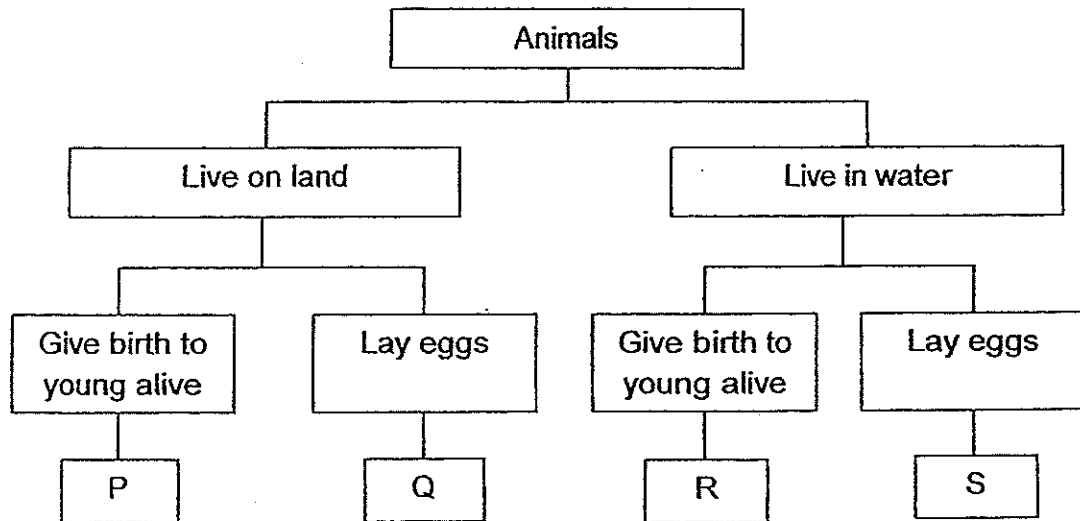 Animals
Live on land
Live in water
Give birth to
young alive
Lay eggs
Give birth to
young alive
Lay eggs
P
Q
R
S